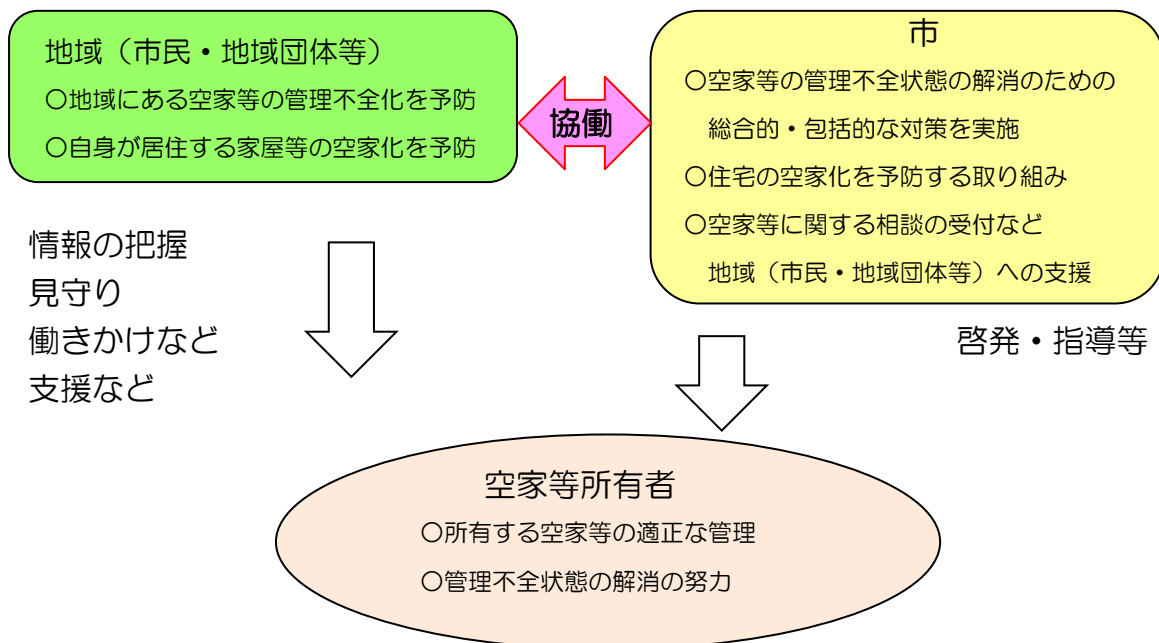 地域（市民・地域団体等）
〇地域にある空家等の管理不全化を予防
〇自身が居住する家屋等の空家化を予防
協働
市
〇空家等の管理不全状態の解消のための
総合的・包括的な対策を実施
〇住宅の空家化を予防する取り組み
〇空家等に関する相談の受付など
地域（市民・地域団体等）への支援
情報の把握
見守り
働きかけなど
支援など
啓発・指導等
空家等所有者
〇所有する空家等の適正な管理
〇管理不全状態の解消の努力